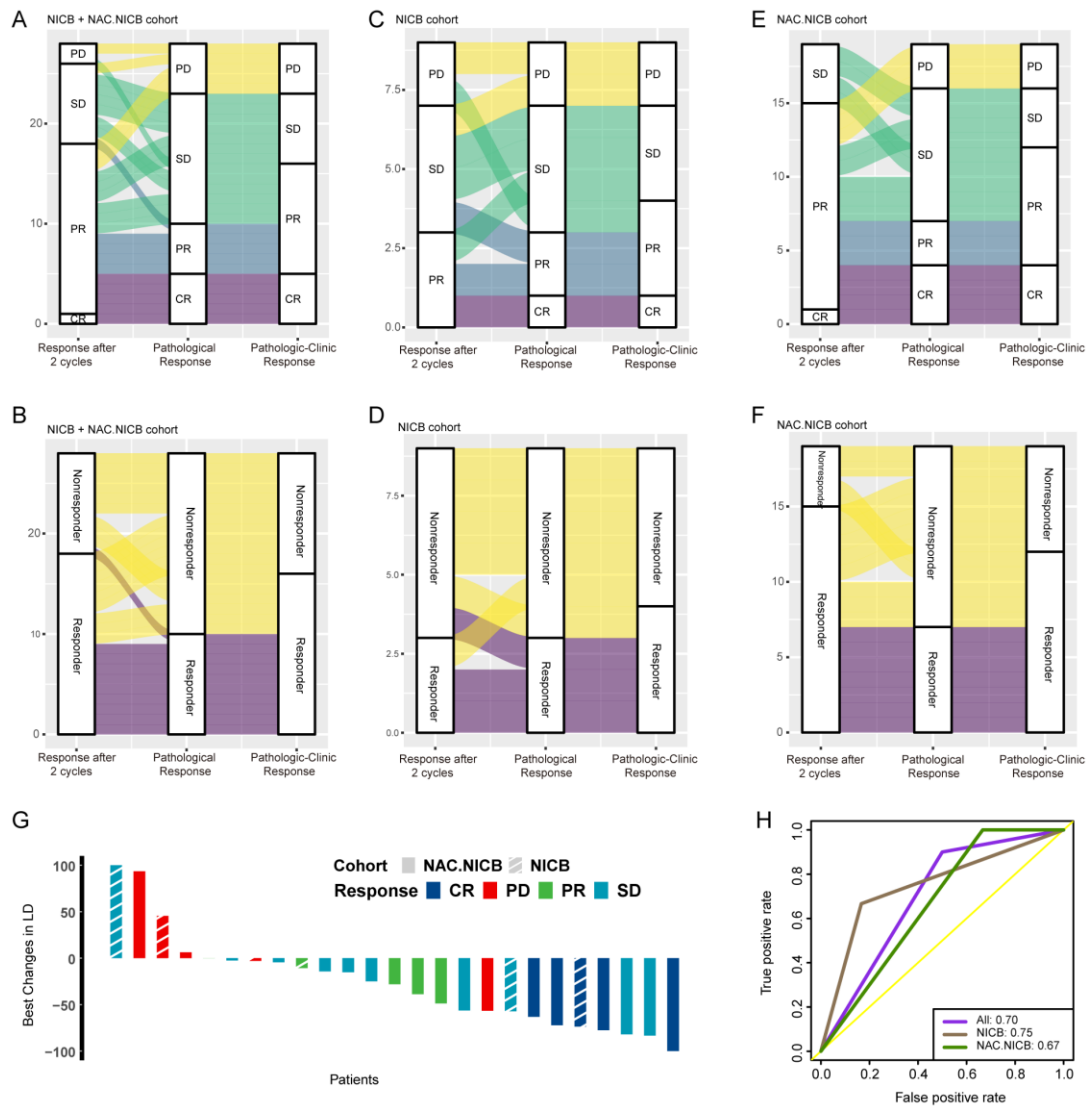 A
NICB + NAC.NICB cohort
PD
SD
PR
CR
PD
SD
PR
CR
PD
SD
PR
CR
20
10
0
Response after
2 cycles
Pathological
Response
Pathologic-Clinic
Response
C
NICB cohort
PD
SD
PR
PD
SD
PR
CR
PD
SD
PR
CR
7.5
5.0
2.5
0.0
Response after
2 cycles
Pathological
Response
Pathologic-Clinic
Response
E
NAC.NICB cohort
SD
PR
CR
PD
SD
PR
CR
PD
SD
PR
CR
15
10
5
0
Response after
2 cycles
Pathological
Response
Pathologic-Clinic
Response
B
NICB + NAC.NICB cohort
Nonresponder
Responder
Nonresponder
Responder
Nonresponder
Responder
20
10
0
Response after
2 cycles
Pathological
Response
Pathologic-Clinic
Response
D
NICB cohort
Nonresponder
Responder
Nonresponder
Responder
Nonresponder
Responder
7.5
5.0
2.5
0.0
Response after
2 cycles
Pathological
Response
Pathologic-Clinic
Response
F
NAC.NICB cohort
Nonresponder
Responder
Nonresponder
Responder
Nonresponder
Responder
15
10
5
0
Response after
2 cycles
Pathological
Response
Pathologic-Clinic
Response
G
Cohort NAC.NICB NICB
Response CR PD PR SD
Best Changes in LD
100
50
0
−50
−100
Patients
H
True positive rate
1.0
0.8
0.6
0.4
0.2
0.0
All: 0.70
NICB: 0.75
NAC.NICB: 0.67
0.0 0.2 0.4 0.6 0.8 1.0
False positive rate